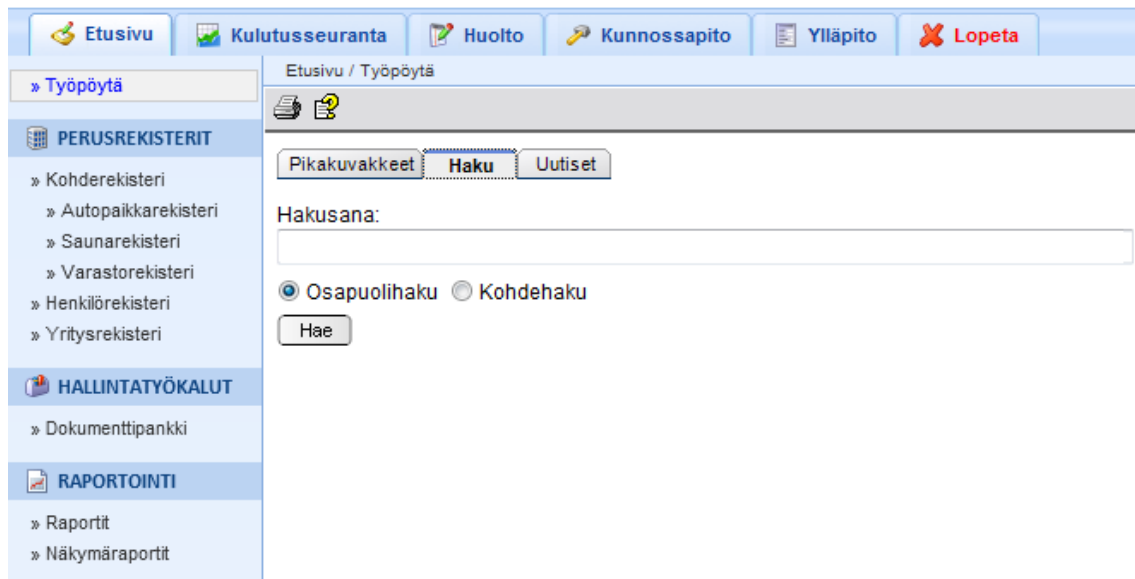 Etusivu Kulutusseuranta Huolto Kunnossapito Ylläpito Lopeta
» Työpöytä
PERUSREKISTERIT
» Kohderekisteri
» Autopaikkarekisteri
» Saunarekisteri
» Varastorekisteri
» Henkilörekisteri
» Yritysrekisteri
HALLINTATYÖKALUT
» Dokumenttipankki
RAPORTOINTI
» Raportit
» Näkymäraportit
Etusivu / Työpöytä
Pikakuvakkeet Haku Uutiset
Hakusana:
Osapuolihaku Kohdehaku
Hae